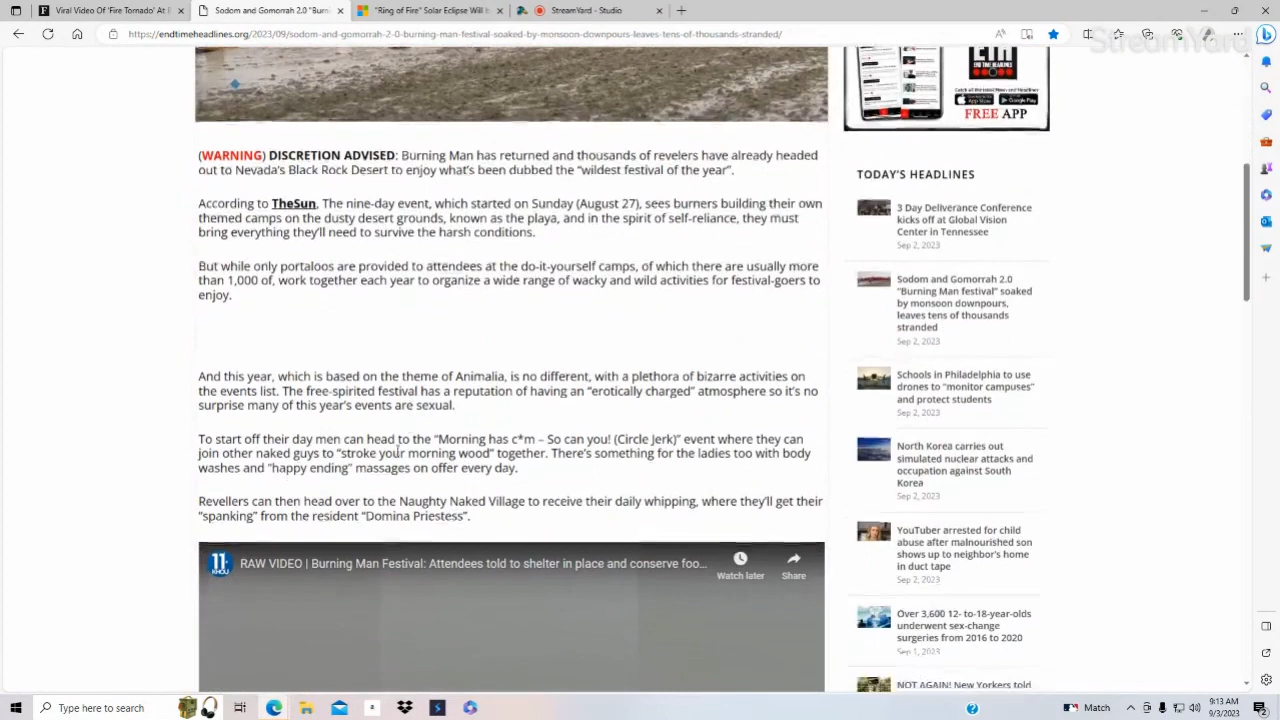 Viral Video Of 'Fire Tornado' At B
Sodom and Gomorrah 2.0 "Burn
"Ring of Fire" Solar Eclipse Will b
StreamYard - Studio
https://endtimeheadlines.org/2023/09/sodom-and-gomorrah-2-0-burning-man-festival-soaked-by-monsoon-downpours-leaves-tens-of-thousands-stranded/
(WARNING) DISCRETION ADVISED: Burning Man has returned and thousands of revelers have already headed
out to Nevada's Black Rock Desert to enjoy what's been dubbed the "wildest festival of the year".
According to TheSun, The nine-day event, which started on Sunday (August 27), sees burners building their own
themed camps on the dusty desert grounds, known as the playa, and in the spirit of self-reliance, they must
bring everything they'll need to survive the harsh conditions.
But while only portaloos are provided to attendees at the do-it-yourself camps, of which there are usually more
than 1,000 of, work together each year to organize a wide range of wacky and wild activities for festival-goers to
enjoy.
And this year, which is based on the theme of Animalia, is no different, with a plethora of bizarre activities on
the events list. The free-spirited festival has a reputation of having an "erotically charged" atmosphere so it's no
surprise many of this year's events are sexual.
To start off their day men can head to the "Morning has c*m – So can you! (Circle Jerk)" event where they can
join other naked guys to "stroke your morning wood" together. There's something for the ladies too with body
washes and "happy ending" massages on offer every day.
Revellers can then head over to the Naughty Naked Village to receive their daily whipping, where they'll get their
"spanking" from the resident "Domina Priestess".
11
KHOU
RAW VIDEO | Burning Man Festival: Attendees told to shelter in place and conserve foo...
Watch later
Share
END TIME
HEADLINES
App Store
Google Play
FREE APP
TODAY'S HEADLINES
3 Day Deliverance Conference
kicks off at Global Vision
Center in Tennessee
Sep 2, 2023
Sodom and Gomorrah 2.0
"Burning Man festival" soaked
by monsoon downpours,
leaves tens of thousands
stranded
Sep 2, 2023
Schools in Philadelphia to use
drones to "monitor campuses"
and protect students
Sep 2, 2023
North Korea carries out
simulated nuclear attacks and
occupation against South
Korea
Sep 2, 2023
YouTuber arrested for child
abuse after malnourished son
shows up to neighbor's home
in duct tape
Sep 2, 2023
Over 3,600 12- to-18-year-olds
underwent sex-change
surgeries from 2016 to 2020
Sep 1, 2023
NOT AGAIN! New Yorkers told
Type here to search
9:13 AM
9/3/2023